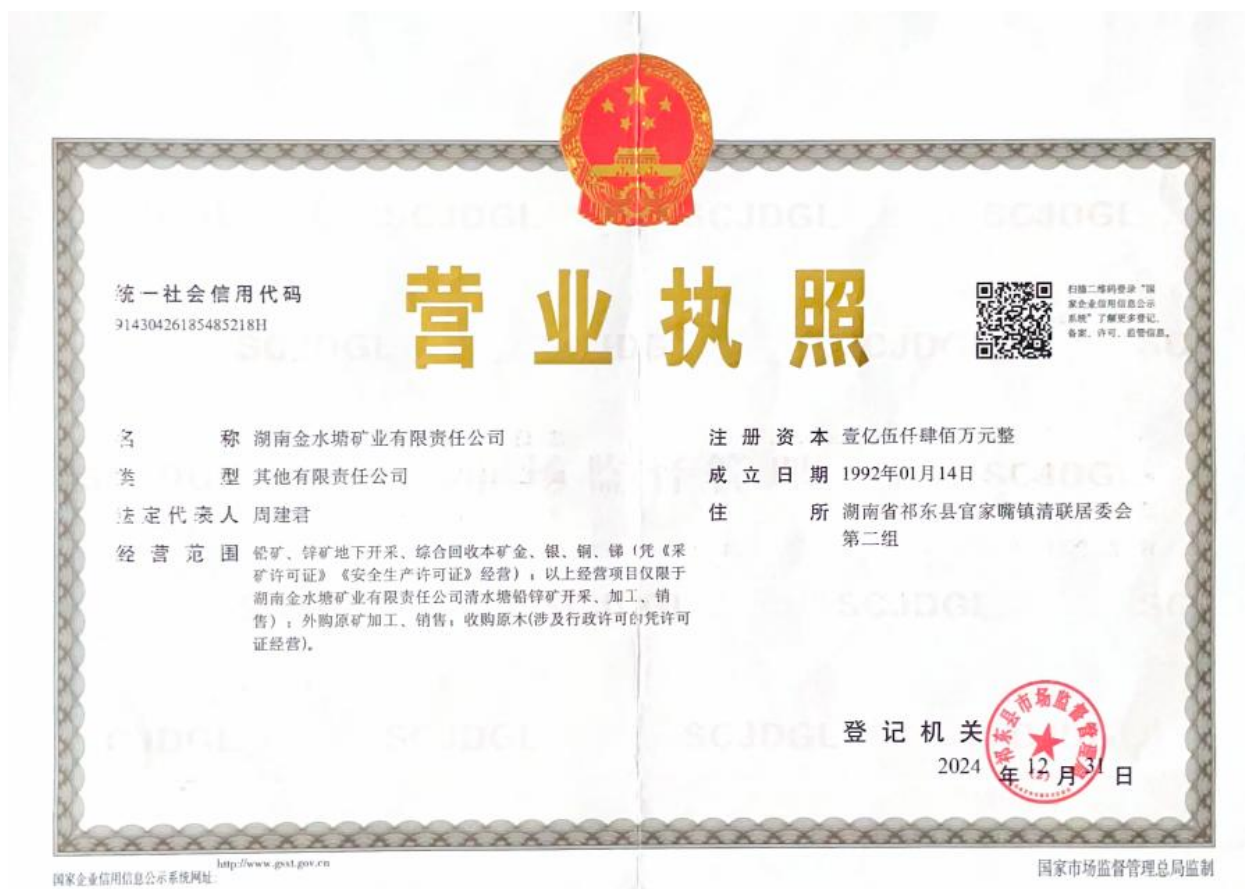 营业执照
统一社会信用代码
91430426185485218H
扫描二维码登录“国
家企业信用信息公示
系统”了解更多登记、
备案、许可、监管信息。
名 称 湖南金水塘矿业有限责任公司
类 型 其他有限责任公司
法定代表人 周建君
经营范围 铅矿、锌矿地下开采、综合回收本矿金、银、铜、锑（凭《采
矿许可证》《安全生产许可证》经营）；以上经营项目仅限于
湖南金水塘矿业有限责任公司清水塘铅锌矿开采、加工、销
售）；外购原矿加工、销售；收购原木(涉及行政许可的凭许可
证经营)。
注册资本 壹亿伍仟肆佰万元整
成立日期 1992年01月14日
住 所 湖南省祁东县官家嘴镇清联居委会
第二组
登记机关
祁东县市场监督管理局
(2)
2024 年 12 月 31 日
http://www.gsxt.gov.cn
国家企业信用信息公示系统网址:
国家市场监督管理总局监制
SCJDGL